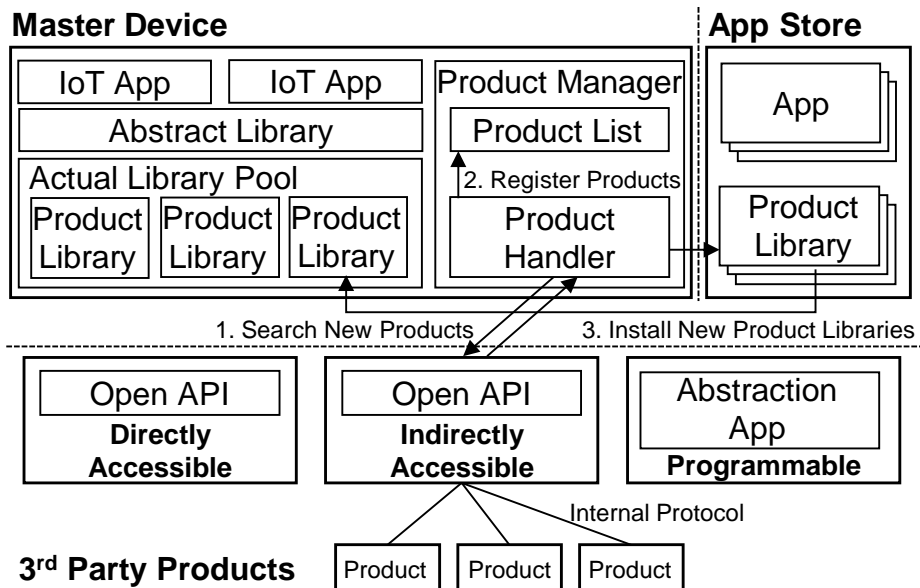 Master Device
App Store
IoT App
IoT App
Abstract Library
Actual Library Pool
Product
Library
Product
Library
Product
Library
Product Manager
Product List
2. Register Products
Product
Handler
App
Product
Library
1. Search New Products
3. Install New Product Libraries
Open API
Directly
Accessible
Open API
Indirectly
Accessible
Abstraction
App
Programmable
Internal Protocol
3rd Party Products
Product
Product
Product